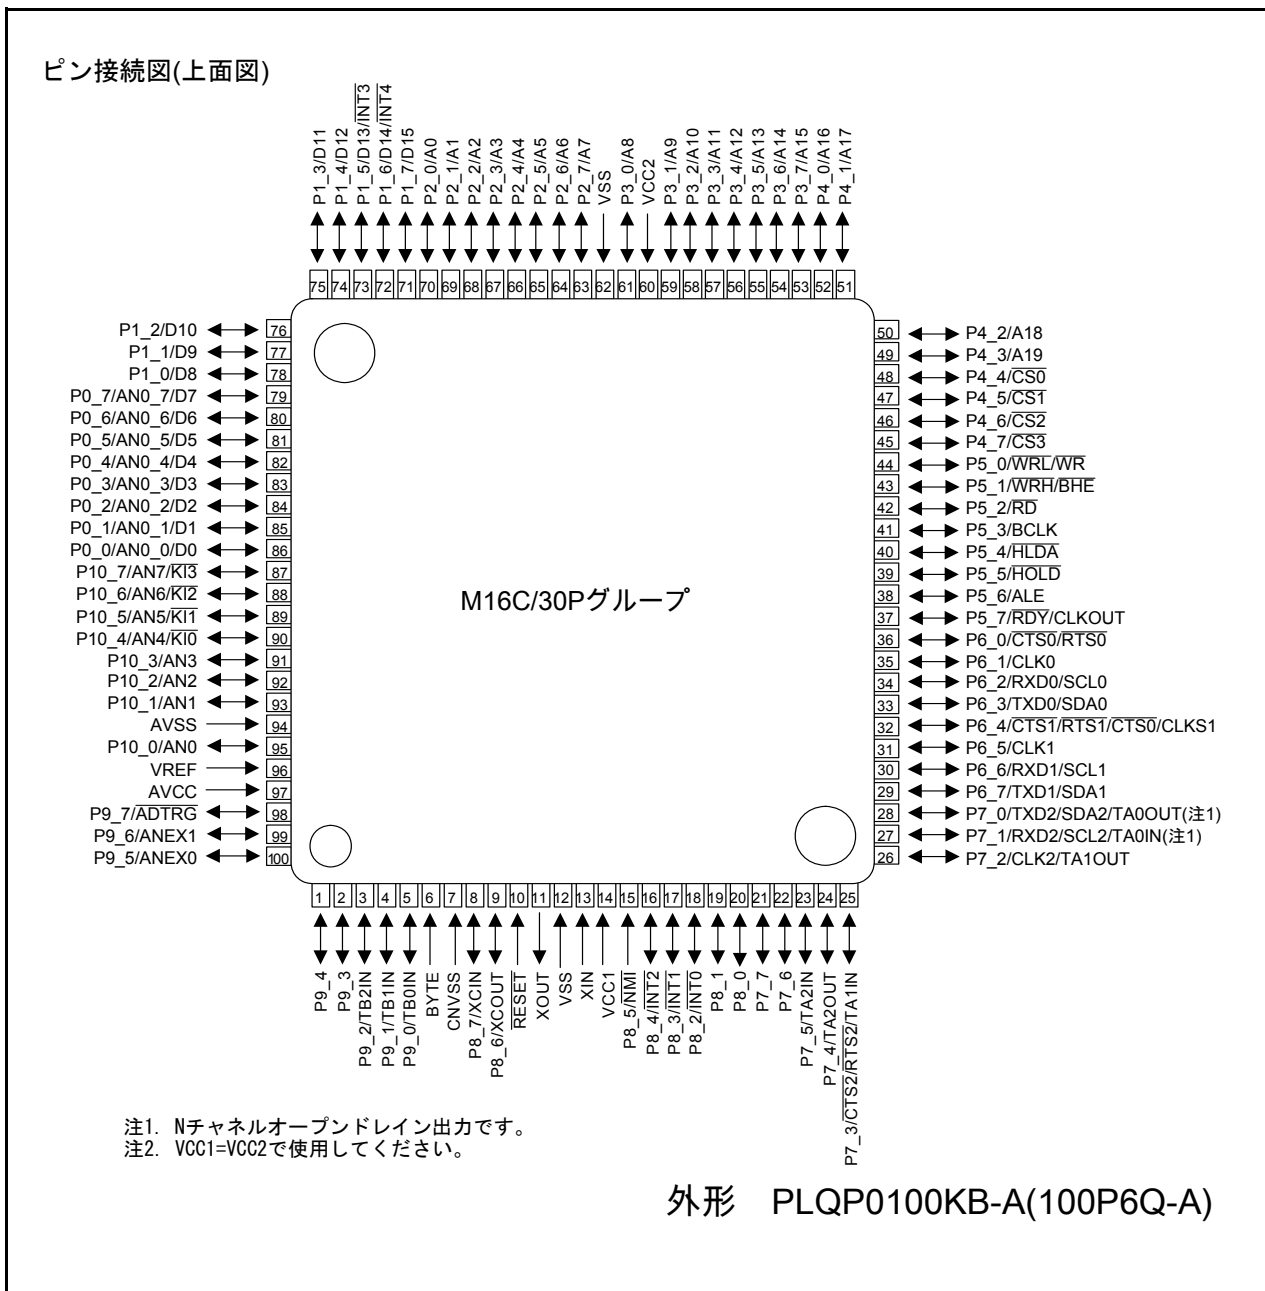 ピン接続図(上面図)
P1_3/D11
P1_4/D12
P1_5/D13/INT3
P1_6/D14/INT4
P1_7/D15
P2_0/A0
P2_1/A1
P2_2/A2
P2_3/A3
P2_4/A4
P2_5/A5
P2_6/A6
P2_7/A7
VSS
P3_0/A8
VCC2
P3_1/A9
P3_2/A10
P3_3/A11
P3_4/A12
P3_5/A13
P3_6/A14
P3_7/A15
P4_0/A16
P4_1/A17
75 74 73 72 71 70 69 68 67 66 65 64 63 62 61 60 59 58 57 56 55 54 53 52 51
P1_2/D10 76
P1_1/D9 77
P1_0/D8 78
P0_7/AN0_7/D7 79
P0_6/AN0_6/D6 80
P0_5/AN0_5/D5 81
P0_4/AN0_4/D4 82
P0_3/AN0_3/D3 83
P0_2/AN0_2/D2 84
P0_1/AN0_1/D1 85
P0_0/AN0_0/D0 86
P10_7/AN7/KI3 87
P10_6/AN6/KI2 88
P10_5/AN5/KI1 89
P10_4/AN4/KI0 90
P10_3/AN3 91
P10_2/AN2 92
P10_1/AN1 93
AVSS 94
P10_0/AN0 95
VREF 96
AVCC 97
P9_7/ADTRG 98
P9_6/ANEX1 99
P9_5/ANEX0 100
M16C/30Pグループ
50 P4_2/A18
49 P4_3/A19
48 P4_4/CS0
47 P4_5/CS1
46 P4_6/CS2
45 P4_7/CS3
44 P5_0/WRL/WR
43 P5_1/WRH/BHE
42 P5_2/RD
41 P5_3/BCLK
40 P5_4/HLDA
39 P5_5/HOLD
38 P5_6/ALE
37 P5_7/RDY/CLKOUT
36 P6_0/CTS0/RTS0
35 P6_1/CLK0
34 P6_2/RXD0/SCL0
33 P6_3/TXD0/SDA0
32 P6_4/CTS1/RTS1/CTS0/CLKS1
31 P6_5/CLK1
30 P6_6/RXD1/SCL1
29 P6_7/TXD1/SDA1
28 P7_0/TXD2/SDA2/TA0OUT(注1)
27 P7_1/RXD2/SCL2/TA0IN(注1)
26 P7_2/CLK2/TA1OUT
1 2 3 4 5 6 7 8 9 10 11 12 13 14 15 16 17 18 19 20 21 22 23 24 25
P9_4
P9_3
P9_2/TB2IN
P9_1/TB1IN
P9_0/TB0IN
BYTE
CNVSS
P8_7/XCIN
P8_6/XCOUT
RESET
XOUT
VSS
XIN
VCC1
P8_5/NMI
P8_4/INT2
P8_3/INT1
P8_2/INT0
P8_1
P8_0
P7_7
P7_6
P7_5/TA2IN
P7_4/TA2OUT
P7_3/CTS2/RTS2/TA1IN
注1. Nチャネルオープンドレイン出力です。
注2. VCC1=VCC2で使用してください。
外形 PLQP0100KB-A(100P6Q-A)